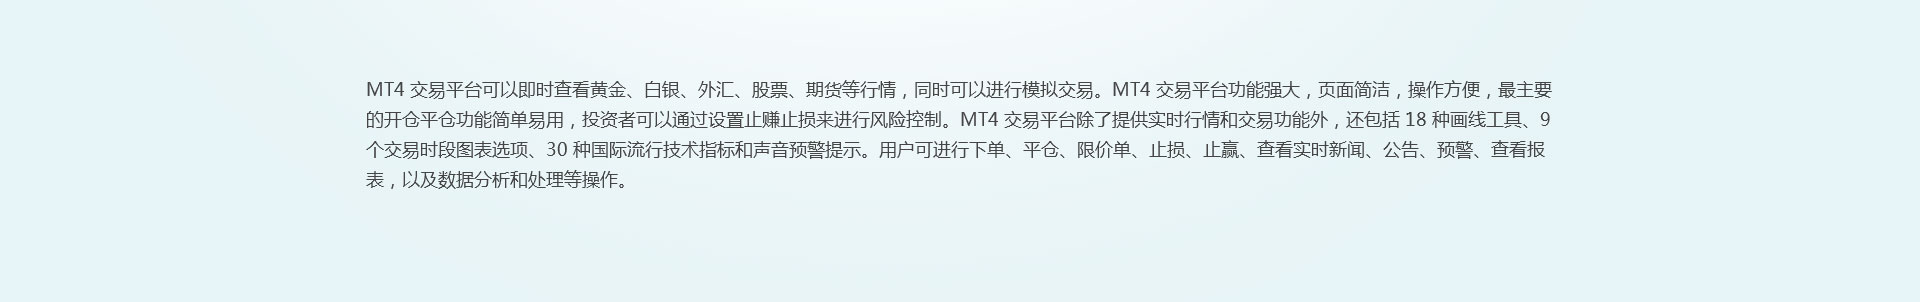 MT4 交易平台可以即时查看黄金、白银、外汇、股票、期货等行情，同时可以进行模拟交易。MT4 交易平台功能强大，页面简洁，操作方便，最主要
的开仓平仓功能简单易用，投资者可以通过设置止赚止损来进行风险控制。MT4 交易平台除了提供实时行情和交易功能外，还包括 18 种画线工具、9
个交易时段图表选项、30 种国际流行技术指标和声音预警提示。用户可进行下单、平仓、限价单、止损、止赢、查看实时新闻、公告、预警、查看报
表，以及数据分析和处理等操作。